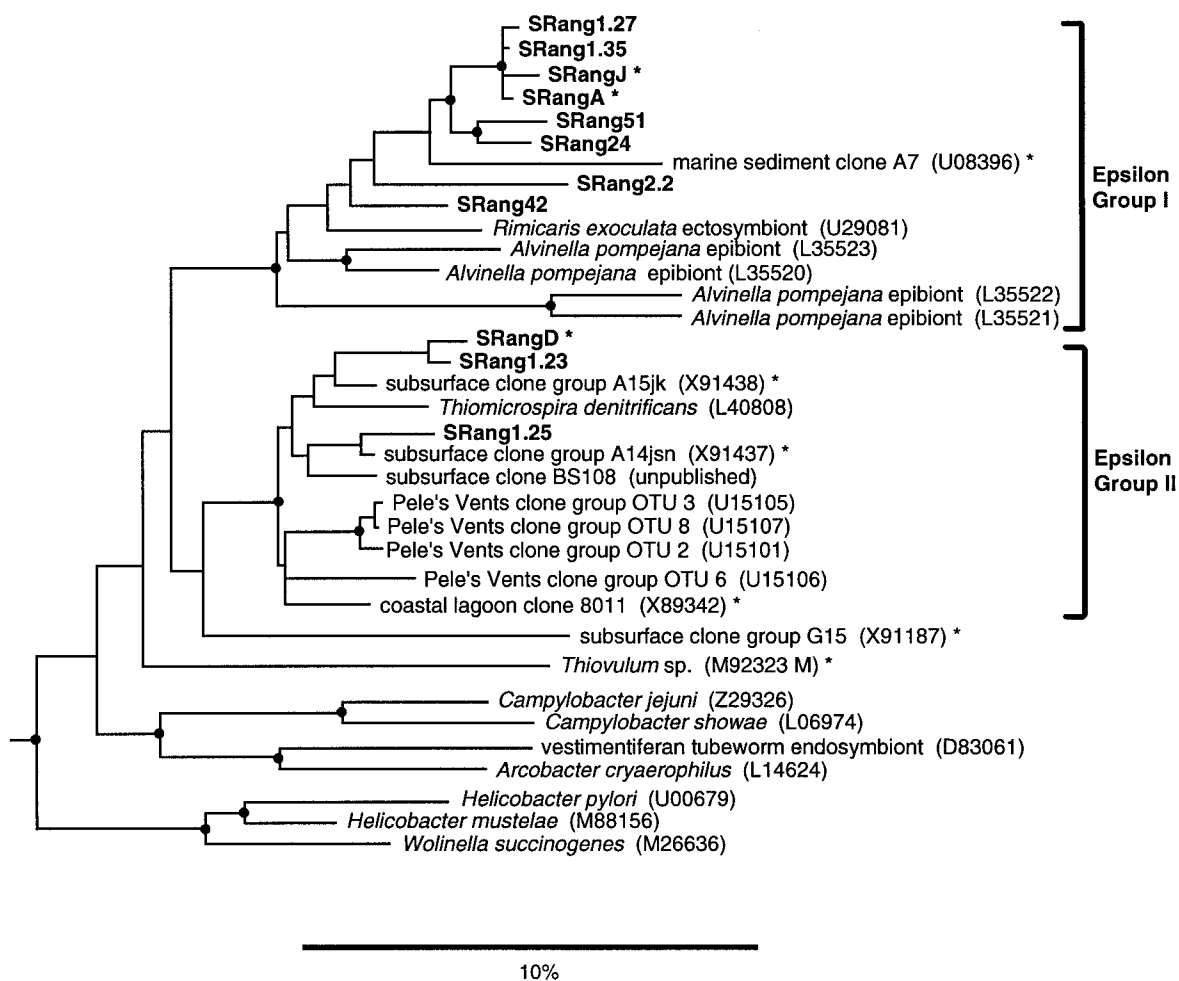 SRang1.27
SRang1.35
SRangJ *
SRangA *
SRang51
SRang24
marine sediment clone A7 (U08396) *
SRang2.2
SRang42
Rimicaris exoculata ectosymbiont (U29081)
Alvinella pompejana epibiont (L35523)
Alvinella pompejana epibiont (L35520)
Alvinella pompejana epibiont (L35522)
Alvinella pompejana epibiont (L35521)
Epsilon
Group I
SRangD *
SRang1.23
subsurface clone group A15jk (X91438) *
Thiomicrospira denitrificans (L40808)
SRang1.25
subsurface clone group A14jsn (X91437) *
subsurface clone BS108 (unpublished)
Pele's Vents clone group OTU 3 (U15105)
Pele's Vents clone group OTU 8 (U15107)
Pele's Vents clone group OTU 2 (U15101)
Pele's Vents clone group OTU 6 (U15106)
coastal lagoon clone 8011 (X89342) *
Epsilon
Group II
subsurface clone group G15 (X91187) *
Thiovulum sp. (M92323 M) *
Campylobacter jejuni (Z29326)
Campylobacter showae (L06974)
vestimentiferan tubeworm endosymbiont (D83061)
Arcobacter cryaerophilus (L14624)
Helicobacter pylori (U00679)
Helicobacter mustelae (M88156)
Wolinella succinogenes (M26636)
10%